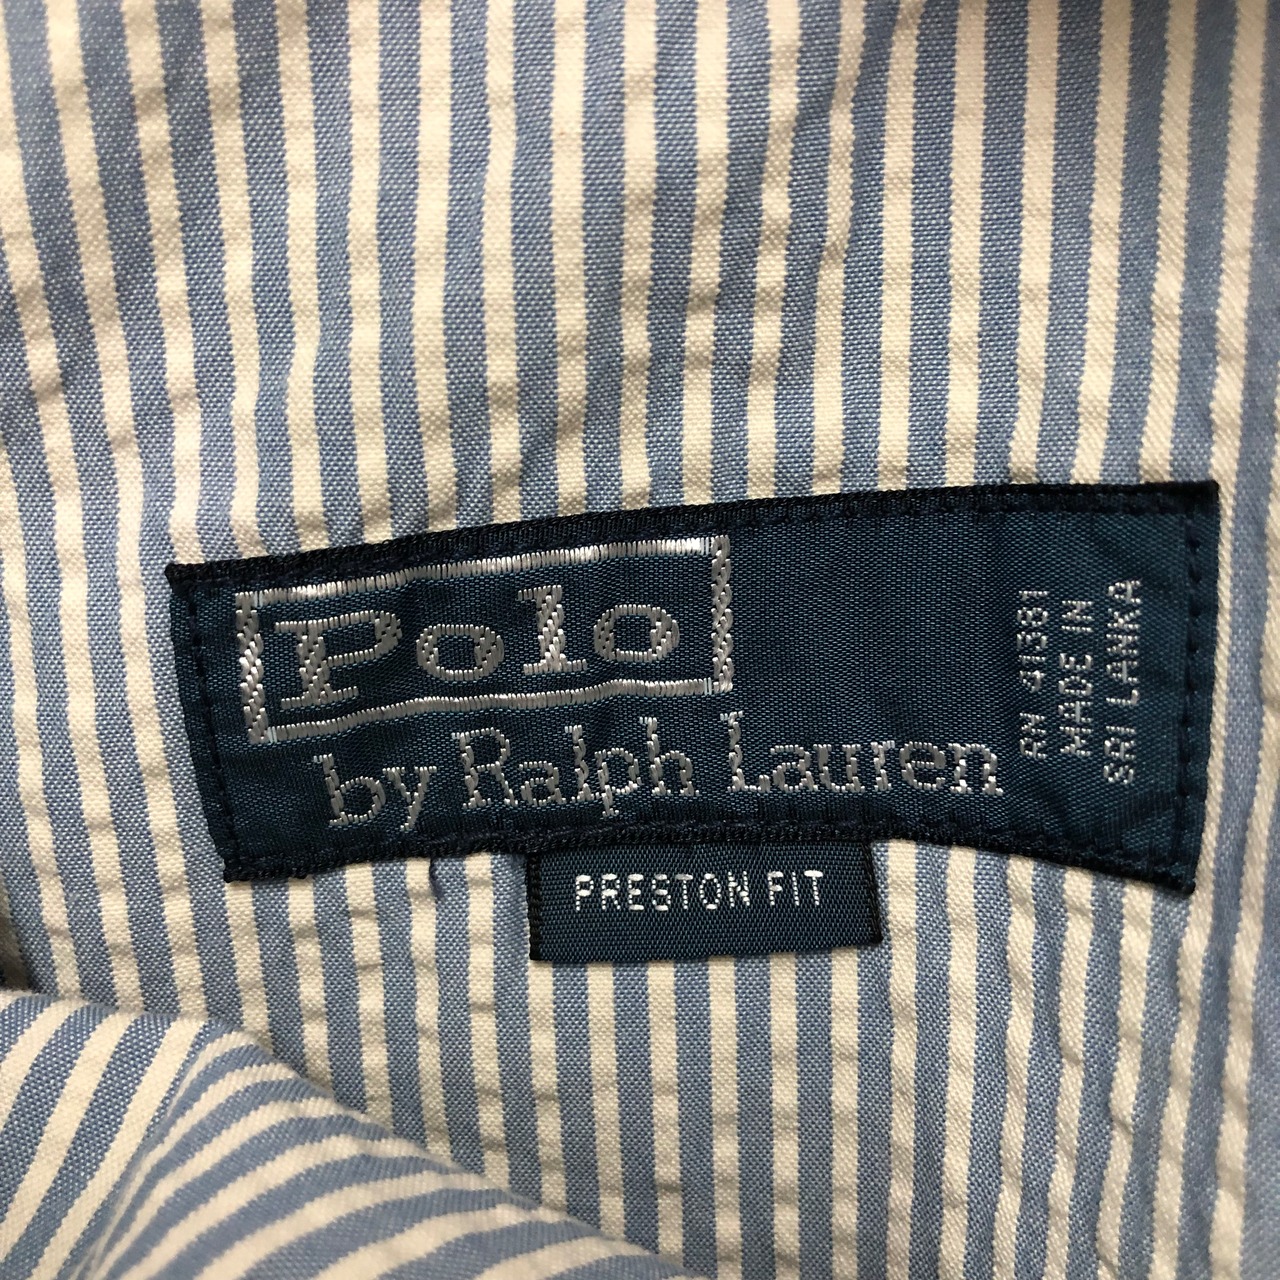 Polo
by Ralph Lauren
RN 41381
MADE IN
SRI LANKA
PRESTON FIT